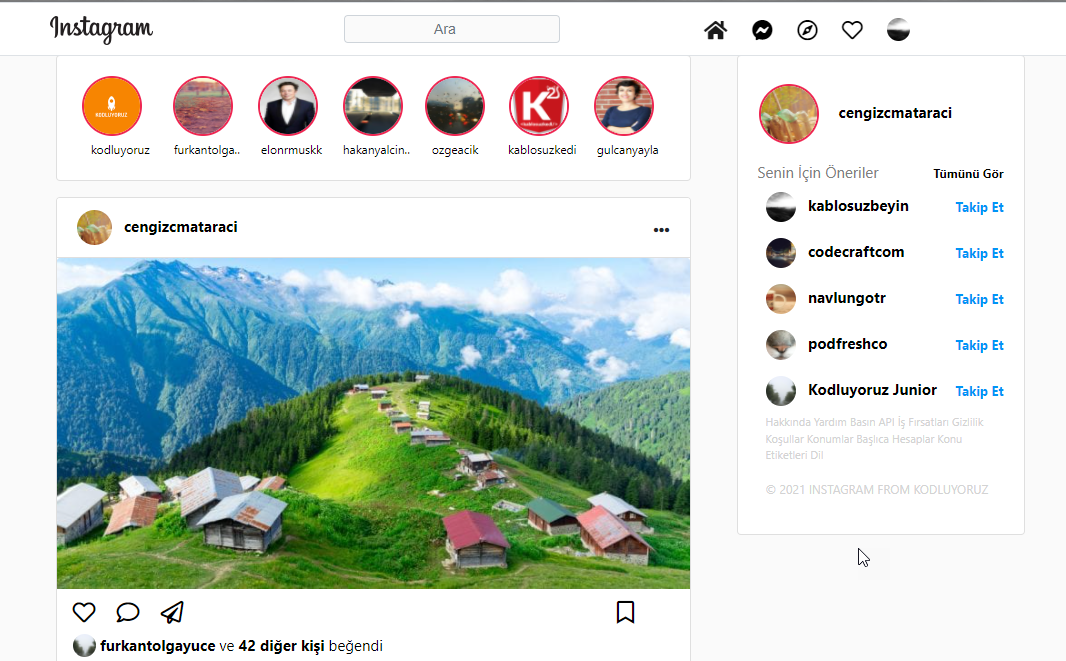 Instagram
Ara
KODLUYORUZ
K
kodluyoruz
furkantolga..
elonrmuskk
hakanyalcin..
ozgeacik
kablosuzkedi
gulcanyayla
cengizcmataraci
•••
furkantolgayuce ve 42 diğer kişi beğendi
cengizcmataraci
Senin İçin Öneriler Tümünü Gör
kablosuzbeyin Takip Et
codecraftcom Takip Et
navlungotr Takip Et
podfreshco Takip Et
Kodluyoruz Junior Takip Et
Hakkında Yardım Basın API İş Fırsatları Gizlilik
Koşullar Konumlar Başlıca Hesaplar Konu
Etiketleri Dil
© 2021 INSTAGRAM FROM KODLUYORUZ